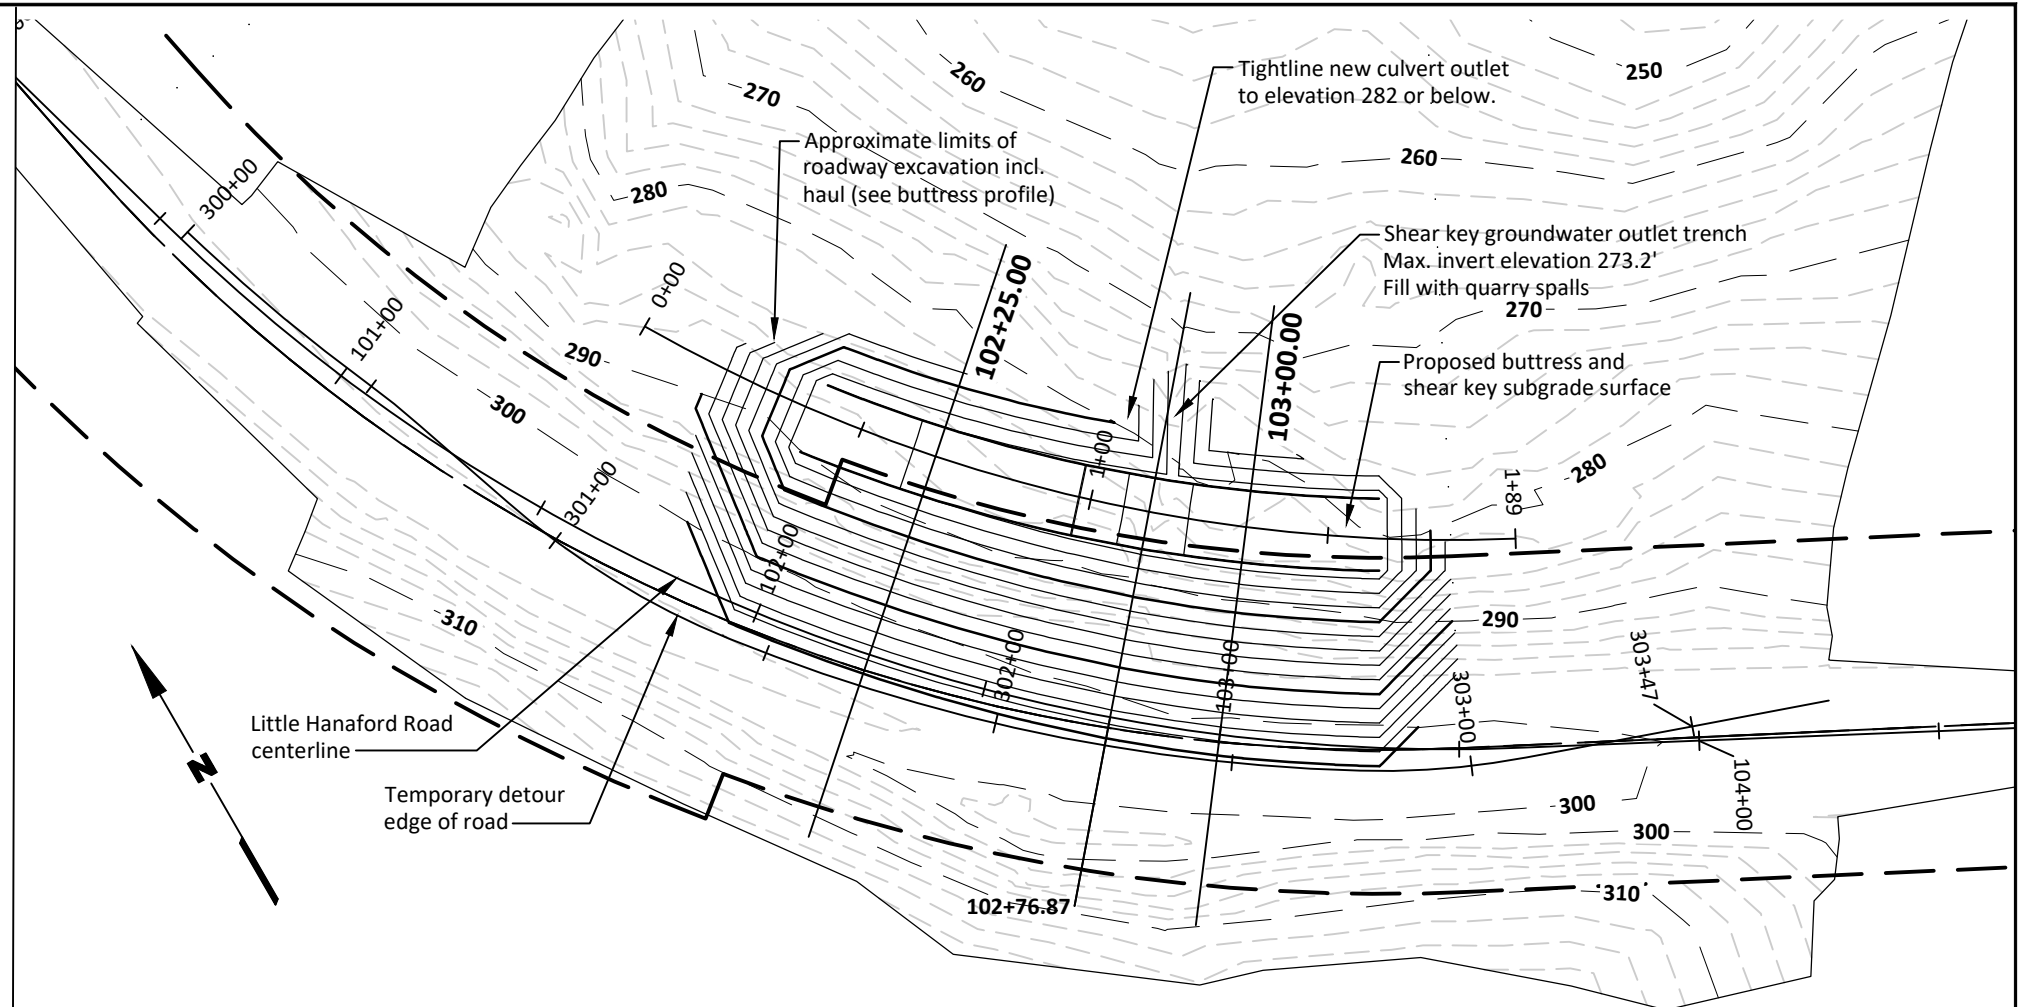 260
250
270
Tightline new culvert outlet
to elevation 282 or below.
Approximate limits of
roadway excavation incl.
haul (see buttress profile)
260
300+00
280
Shear key groundwater outlet trench
Max. invert elevation 273.2'
Fill with quarry spalls
0+00
102+25.00
270
101+00
290
103+00.00
Proposed buttress and
shear key subgrade surface
300
1+00
280
1+89
301+00
102+00
310
290
302+00
103+00
303+00
303+47
Little Hanaford Road
centerline
N
Temporary detour
edge of road
104+00
300
300
310
102+76.87